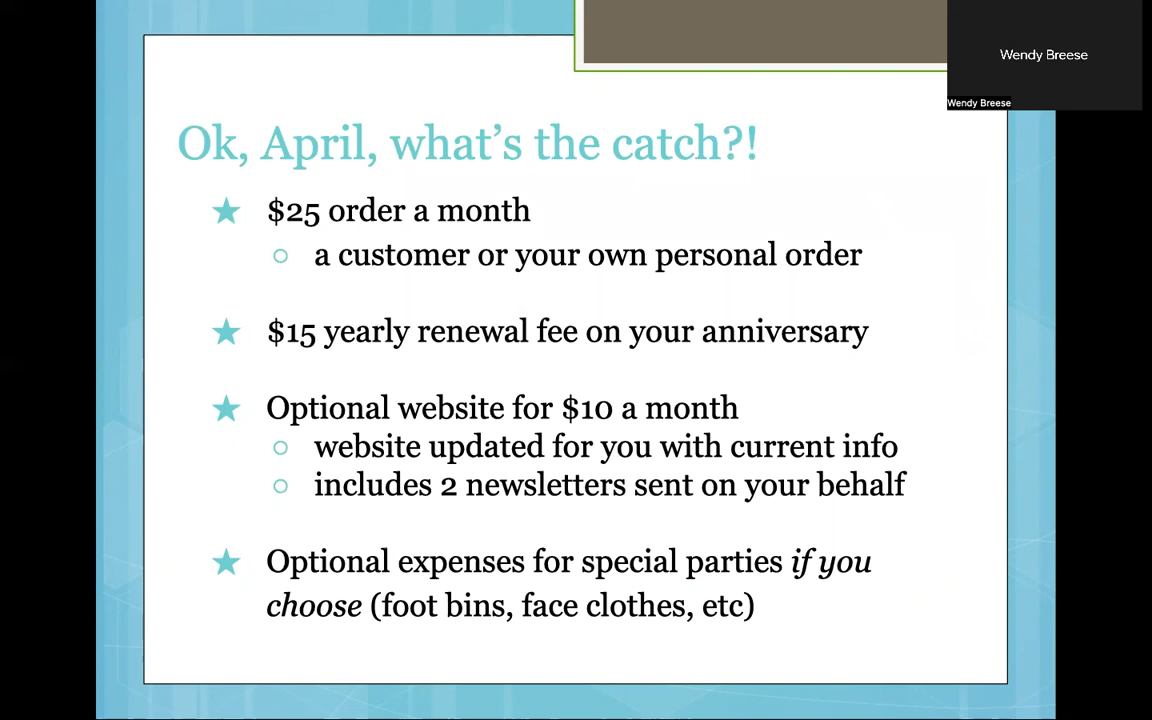 Wendy Breese
Wendy Breese
Ok, April, what's the catch?!
$25 order a month
a customer or your own personal order
$15 yearly renewal fee on your anniversary
Optional website for $10 a month
website updated for you with current info
includes 2 newsletters sent on your behalf
Optional expenses for special parties if you
choose (foot bins, face clothes, etc)